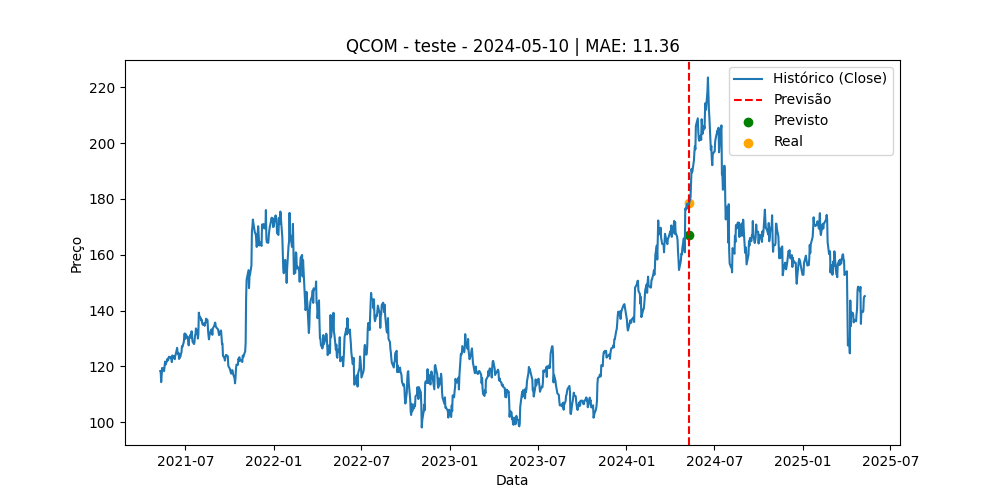 QCOM - teste - 2024-05-10 | MAE: 11.36
Histórico (Close)
Previsão
Previsto
Real
Preço
220
200
180
160
140
120
100
2021-07
2022-01
2022-07
2023-01
2023-07
2024-01
2024-07
2025-01
2025-07
Data